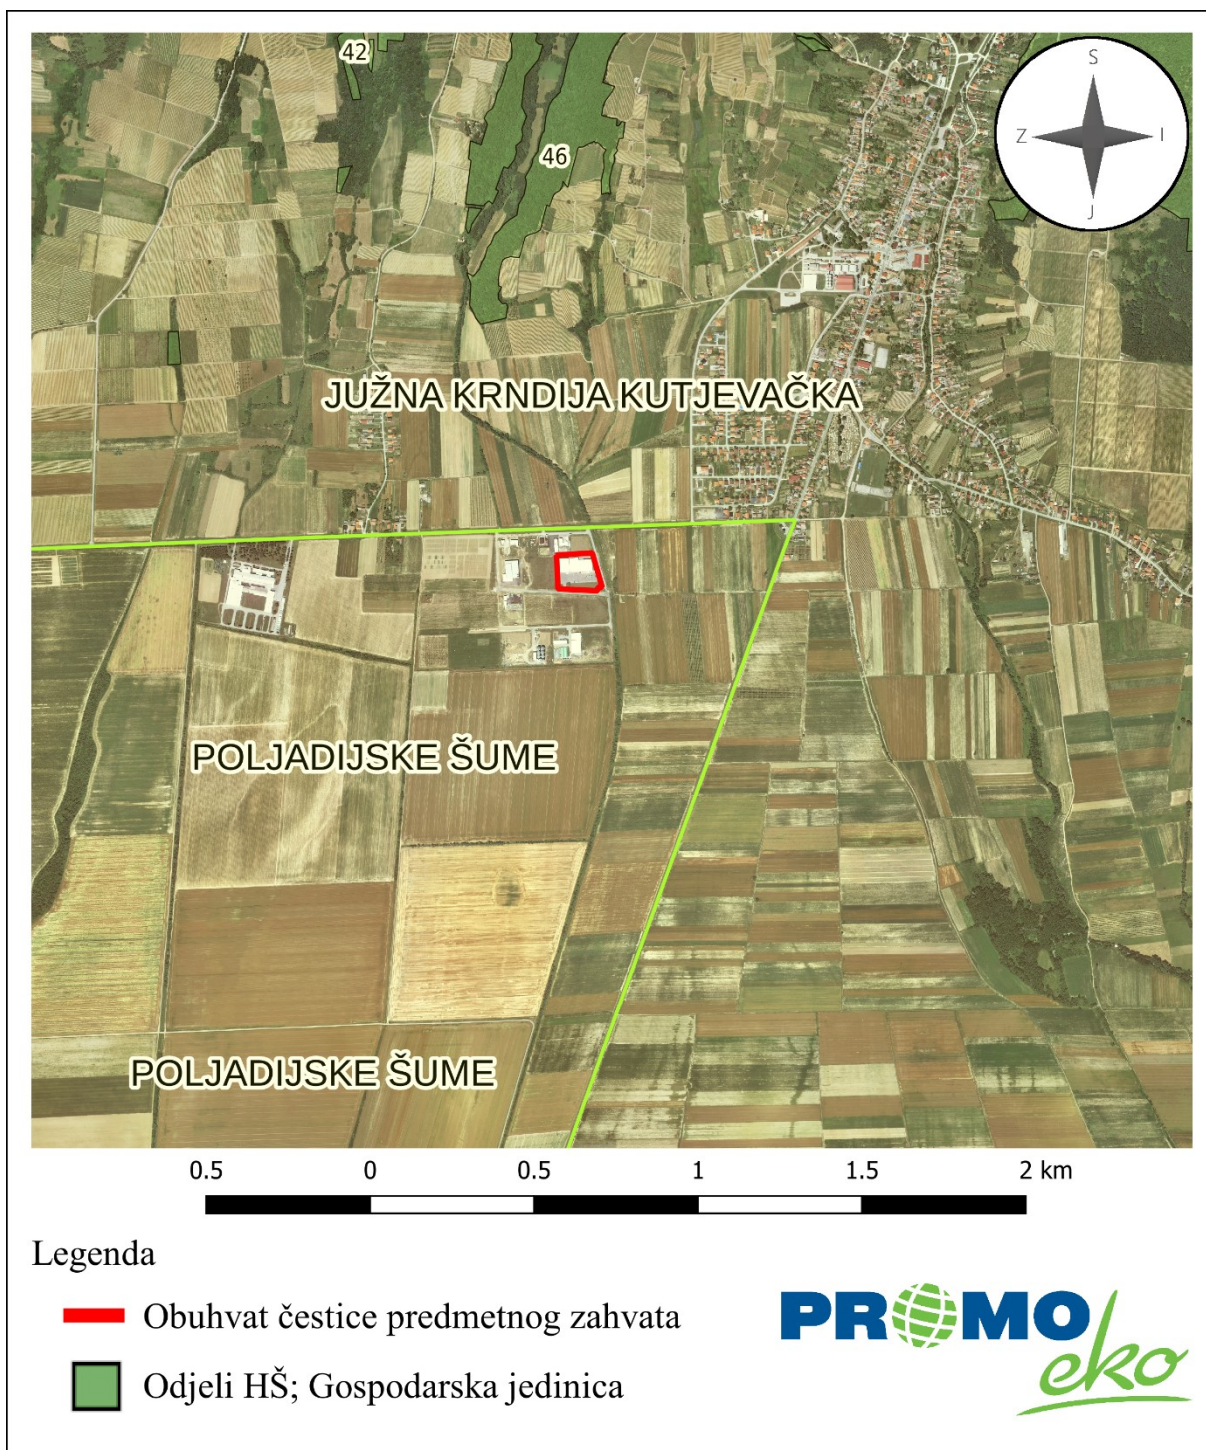 42
46
S
Z I
J
JUŽNA KRNDIJA KUTJEVAČKA
POLJADIJSKE ŠUME
POLJADIJSKE ŠUME
0.5 0 0.5 1 1.5 2 km
Legenda
Obuhvat čestice predmetnog zahvata
Odjeli HŠ; Gospodarska jedinica
PROMO
eko